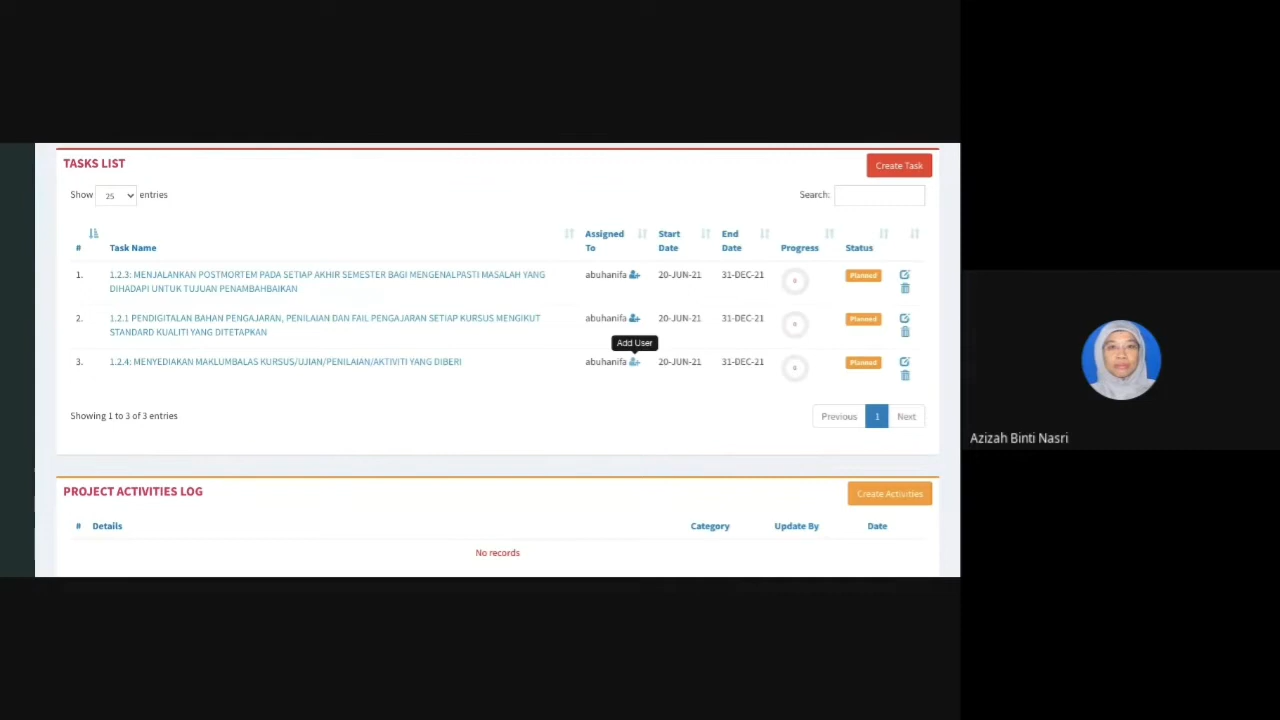 TASKS LIST
Create Task
Show 25 entries
Search:
# Task Name Assigned To Start Date End Date Progress Status
1. 1.2.3: MENJALANKAN POSTMORTEM PADA SETIAP AKHIR SEMESTER BAGI MENGENALPASTI MASALAH YANG abuhanifa 20-JUN-21 31-DEC-21 0 Planned
DIHADAPI UNTUK TUJUAN PENAMBAHBAIKAN
2. 1.2.1 PENDIGITALAN BAHAN PENGAJARAN, PENILAIAN DAN FAIL PENGAJARAN SETIAP KURSUS MENGIKUT abuhanifa 20-JUN-21 31-DEC-21 0 Planned
STANDARD KUALITI YANG DITETAPKAN
Add User
3. 1.2.4: MENYEDIAKAN MAKLUMBALAS KURSUS/UJIAN/PENILAIAN/AKTIVITI YANG DIBERI abuhanifa 20-JUN-21 31-DEC-21 0 Planned
Showing 1 to 3 of 3 entries
Previous 1 Next
Azizah Binti Nasri
PROJECT ACTIVITIES LOG
Create Activities
# Details Category Update By Date
No records